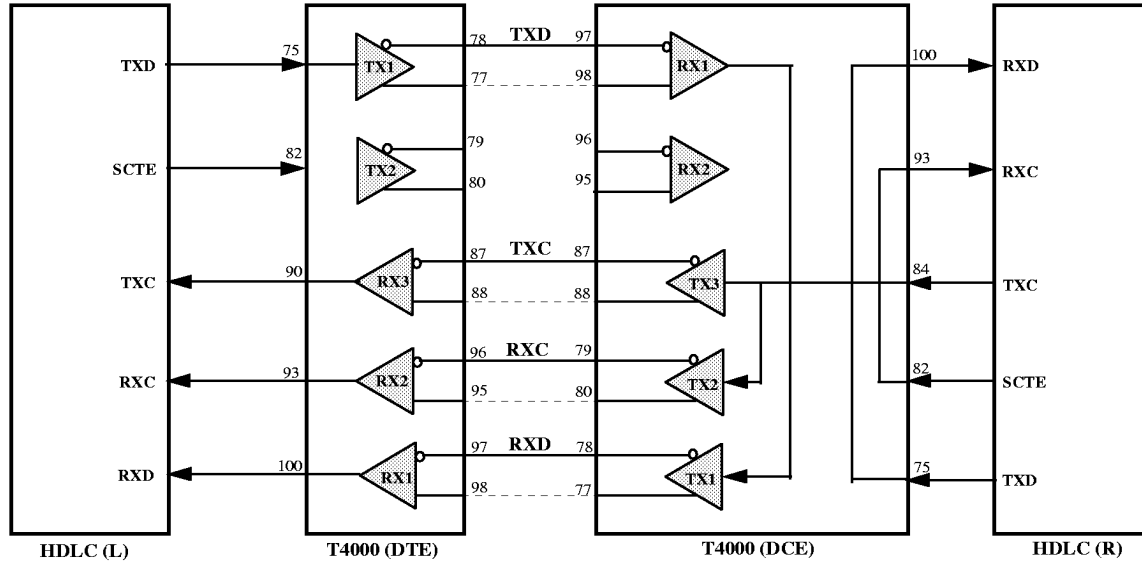 78 TXD 97
TXD 75 TX1 RX1 100 RXD
77 98
79 96
SCTE 82 TX2 RX2 93 RXC
80 95
87 TXC 87
TXC 90 RX3 TX3 84 TXC
88 88
96 RXC 79
RXC 93 RX2 TX2 82 SCTE
95 80
97 RXD 78
RXD 100 RX1 TX1 75 TXD
98 77
HDLC (L) T4000 (DTE) T4000 (DCE) HDLC (R)